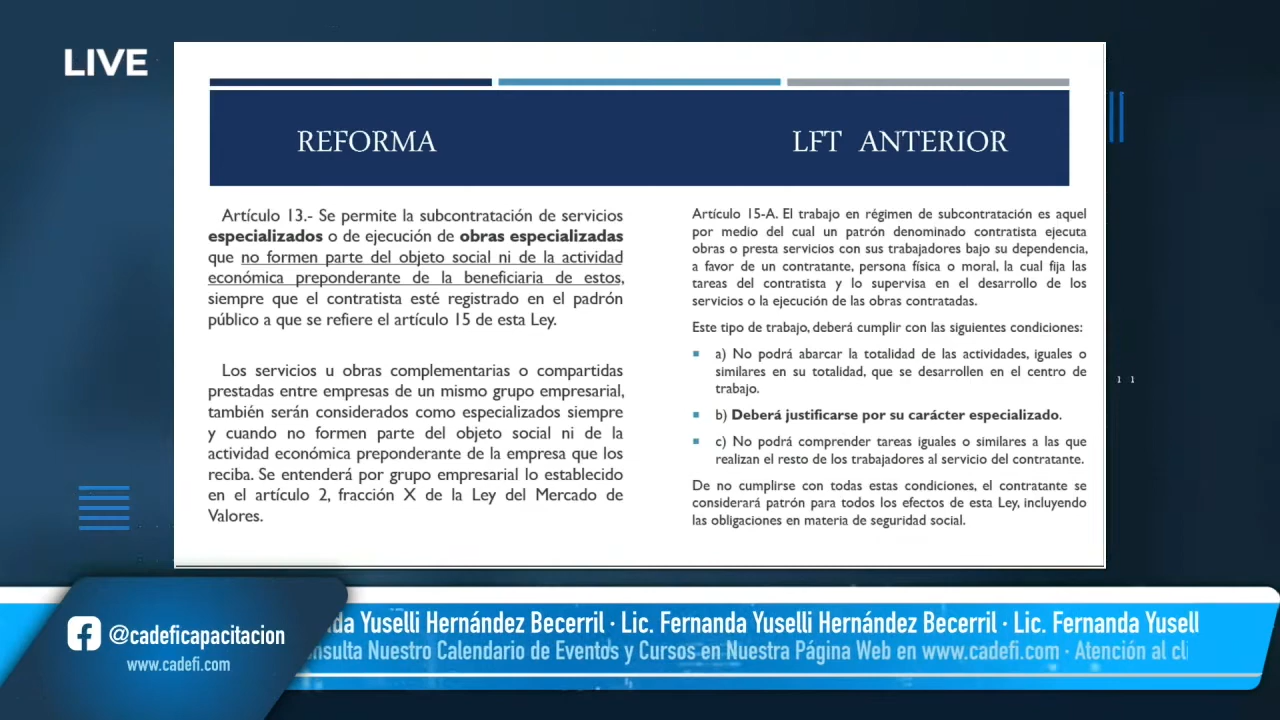 LIVE
REFORMA
LFT ANTERIOR
Artículo 13.- Se permite la subcontratación de servicios
especializados o de ejecución de obras especializadas
que no formen parte del objeto social ni de la actividad
económica preponderante de la beneficiaria de estos,
siempre que el contratista esté registrado en el padrón
público a que se refiere el artículo 15 de esta Ley.
Los servicios u obras complementarias o compartidas
prestadas entre empresas de un mismo grupo empresarial,
también serán considerados como especializados siempre
y cuando no formen parte del objeto social ni de la
actividad económica preponderante de la empresa que los
reciba. Se entenderá por grupo empresarial lo establecido
en el artículo 2, fracción X de la Ley del Mercado de
Valores.
Artículo 15-A. El trabajo en régimen de subcontratación es aquel
por medio del cual un patrón denominado contratista ejecuta
obras o presta servicios con sus trabajadores bajo su dependencia,
a favor de un contratante, persona física o moral, la cual fija las
tareas del contratista y lo supervisa en el desarrollo de los
servicios o la ejecución de las obras contratadas.
Este tipo de trabajo, deberá cumplir con las siguientes condiciones:
a) No podrá abarcar la totalidad de las actividades, iguales o
similares en su totalidad, que se desarrollen en el centro de
trabajo.
b) Deberá justificarse por su carácter especializado.
c) No podrá comprender tareas iguales o similares a las que
realizan el resto de los trabajadores al servicio del contratante.
De no cumplirse con todas estas condiciones, el contratante se
considerará patrón para todos los efectos de esta Ley, incluyendo
las obligaciones en materia de seguridad social.
@cadeficapacitacion
www.cadefi.com
da Yuselli Hernández Becerril · Lic. Fernanda Yuselli Hernández Becerril · Lic. Fernanda Yusell
nsulta Nuestro Calendario de Eventos y Cursos en Nuestra Página Web en www.cadefi.com · Atención al cli